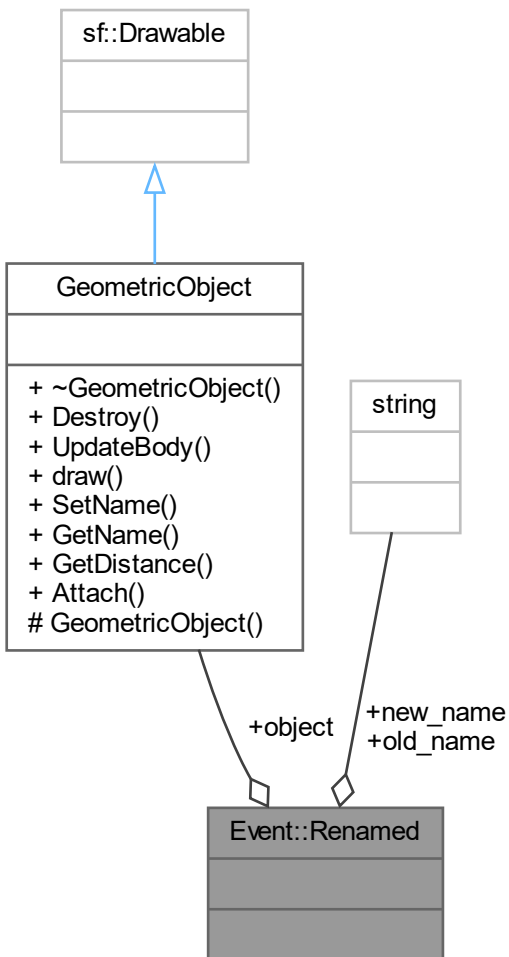 sf::Drawable
GeometricObject
+ ~GeometricObject()
+ Destroy()
+ UpdateBody()
+ draw()
+ SetName()
+ GetName()
+ GetDistance()
+ Attach()
# GeometricObject()
string
+object
+new_name
+old_name
Event::Renamed